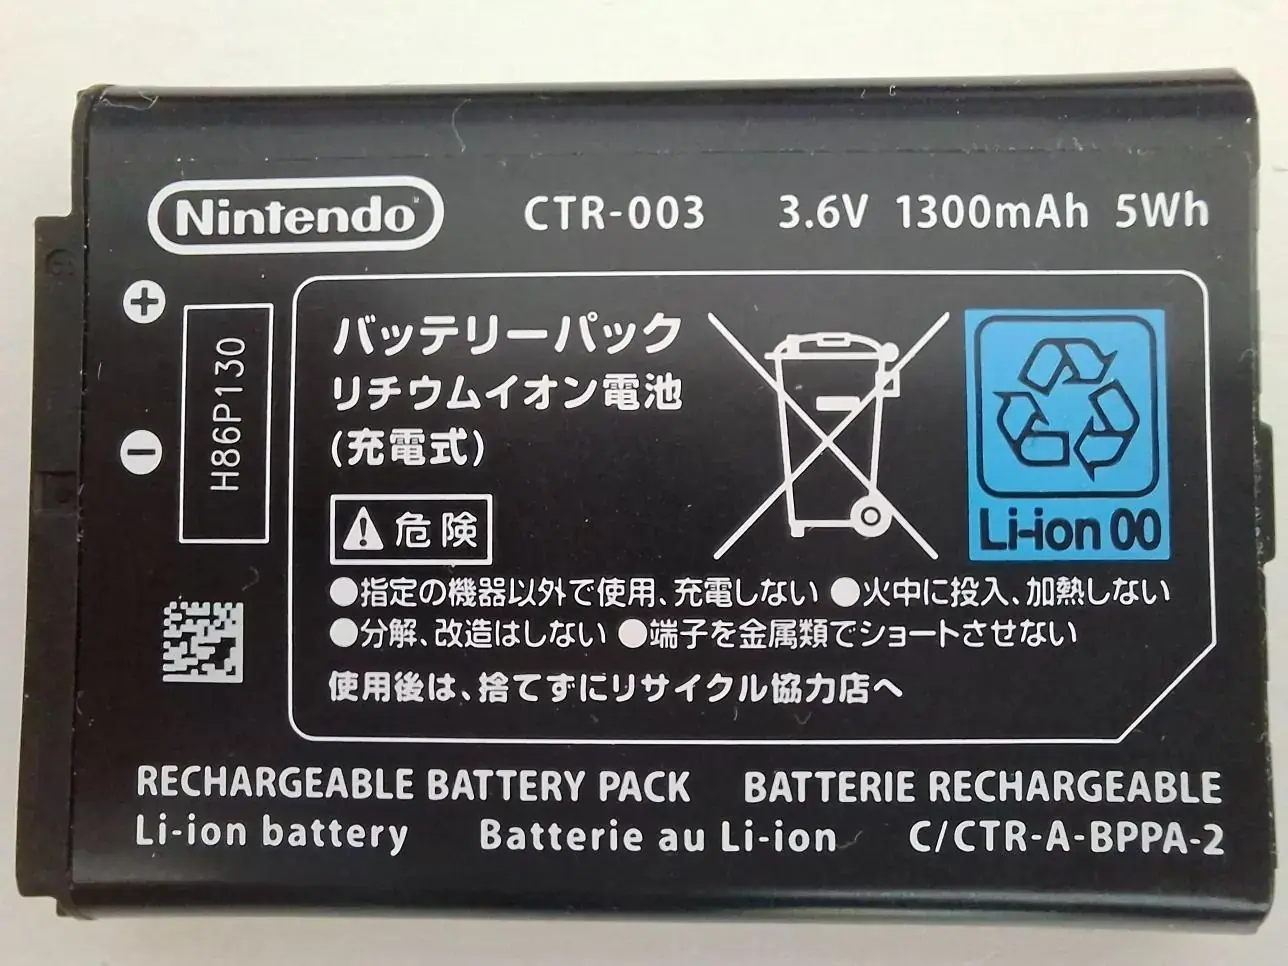 Nintendo CTR-003 3.6V 1300mAh 5Wh
+
H86P130
−
バッテリーパック
リチウムイオン電池
(充電式)
危険
Li-ion 00
●指定の機器以外で使用、充電しない ●火中に投入、加熱しない
●分解、改造はしない ●端子を金属類でショートさせない
使用後は、捨てずにリサイクル協力店へ
RECHARGEABLE BATTERY PACK BATTERIE RECHARGEABLE
Li-ion battery Batterie au Li-ion C/CTR-A-BPPA-2